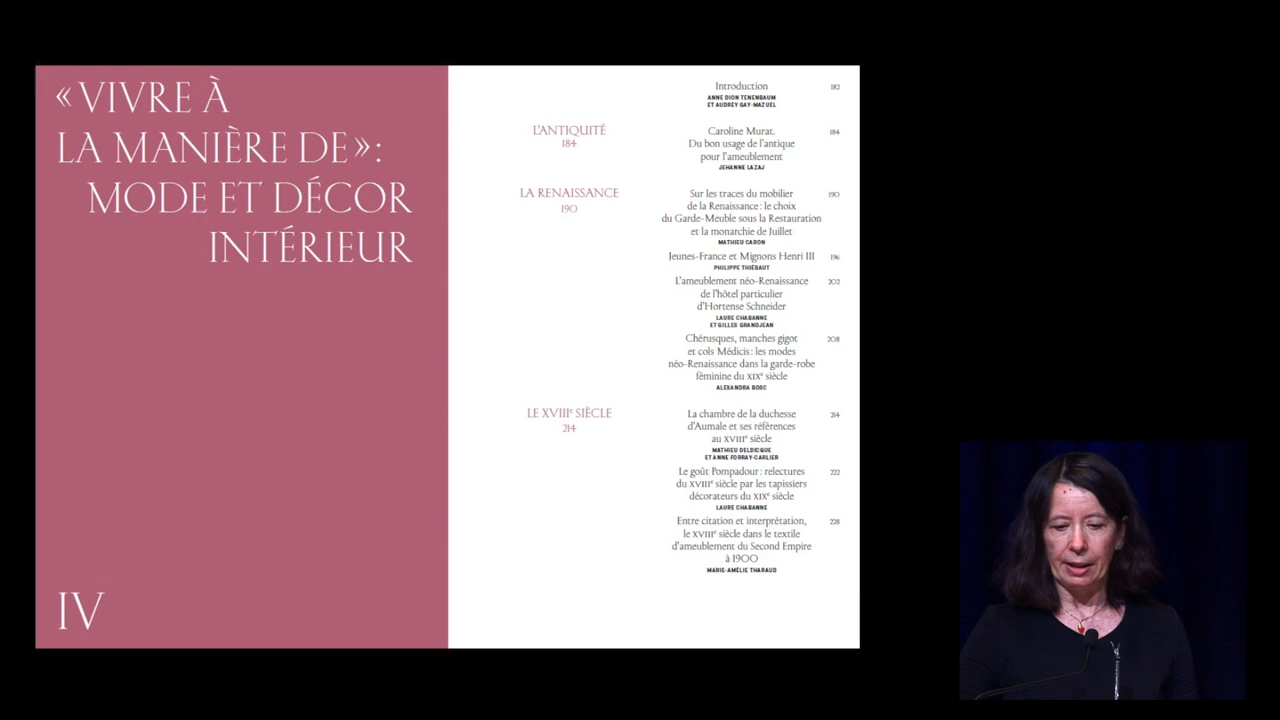 « VIVRE À
LA MANIÈRE DE » :
MODE ET DÉCOR
INTÉRIEUR
IV
Introduction 182
ANNE DION TENENBAUM
ET AUDREY GAY-MAZUEL
L'ANTIQUITÉ
184
Caroline Murat. 184
Du bon usage de l'antique
pour l'ameublement
JEHANNE LAZAJ
LA RENAISSANCE
190
Sur les traces du mobilier 190
de la Renaissance : le choix
du Garde-Meuble sous la Restauration
et la monarchie de Juillet
MATHIEU CARON
Jeunes-France et Mignons Henri III 196
PHILIPPE THIÉBAUT
L'ameublement néo-Renaissance 202
de l'hôtel particulier
d'Hortense Schneider
LAURE CHABANNE
ET GILLES GRANDJEAN
Chérusques, manches gigot 208
et cols Médicis : les modes
néo-Renaissance dans la garde-robe
féminine du XIXe siècle
ALEXANDRA BOSC
LE XVIIIe SIÈCLE
214
La chambre de la duchesse 214
d'Aumale et ses références
au XVIIIe siècle
MATHIEU DELDICQUE
ET ANNE FORRAY-CARLIER
Le goût Pompadour : relectures 222
du XVIIIe siècle par les tapissiers
décorateurs du XIXe siècle
LAURE CHABANNE
Entre citation et interprétation, 228
le XVIIIe siècle dans le textile
d'ameublement du Second Empire
à 1900
MARIE-AMÉLIE THARAUD